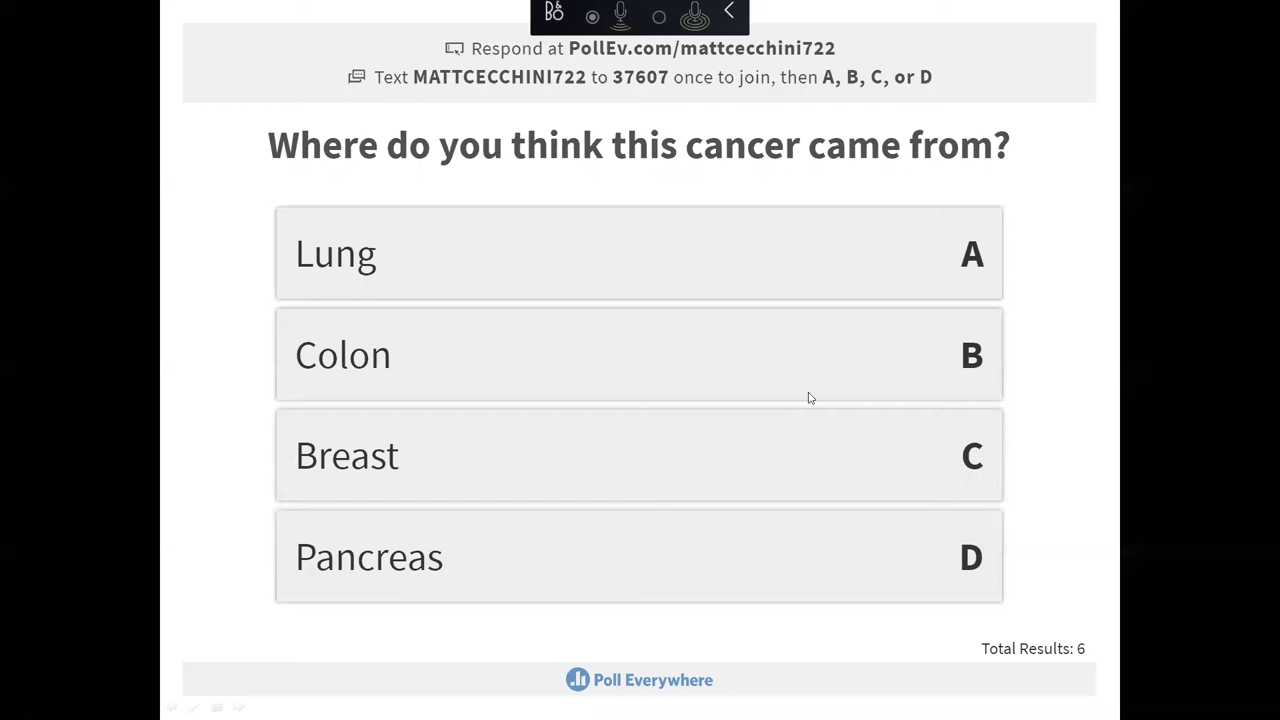 B&O
Respond at PollEv.com/mattcecchini722
Text MATTCECCHINI722 to 37607 once to join, then A, B, C, or D
Where do you think this cancer came from?
Lung A
Colon B
Breast C
Pancreas D
Total Results: 6
Poll Everywhere